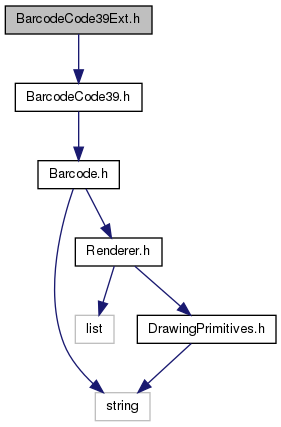 BarcodeCode39Ext.h
BarcodeCode39.h
Barcode.h
Renderer.h
list
DrawingPrimitives.h
string